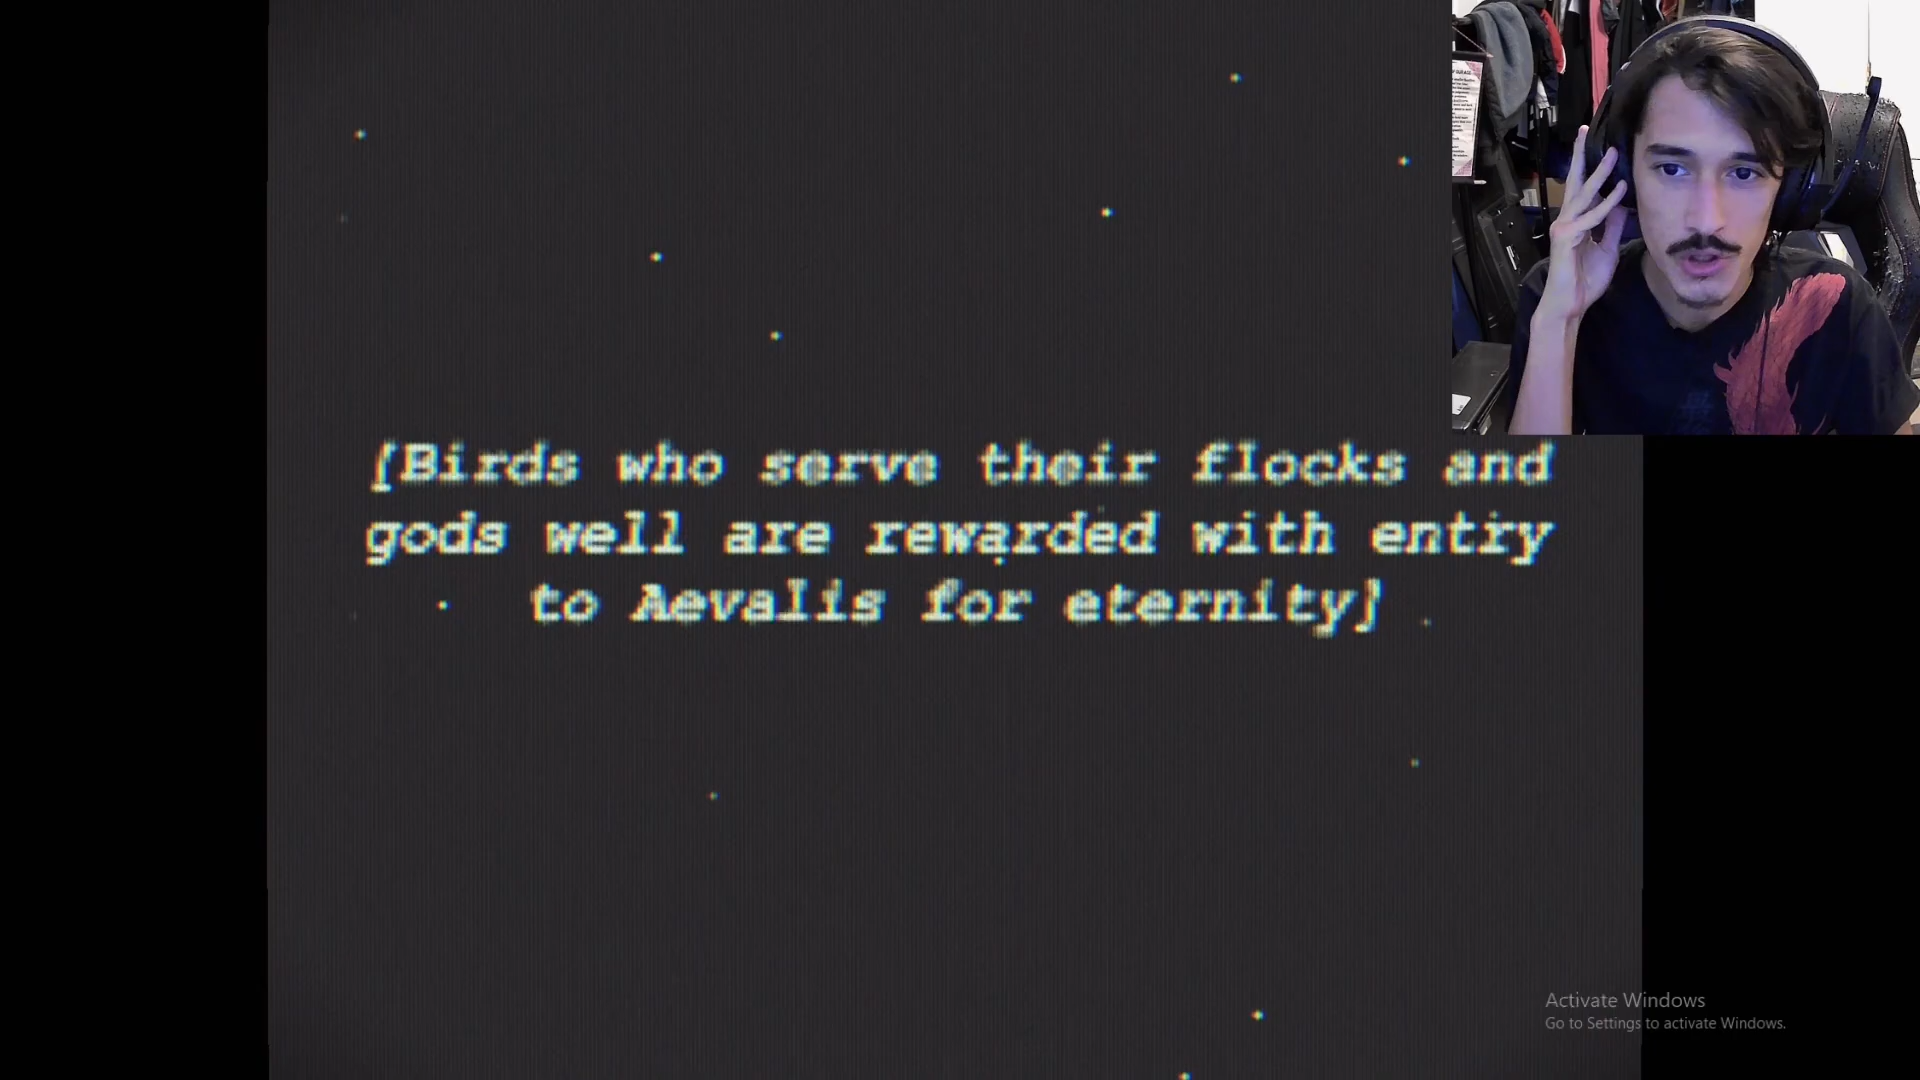 [Birds who serve their flocks and
gods well are rewarded with entry
to Aevalis for eternity]
Activate Windows
Go to Settings to activate Windows.